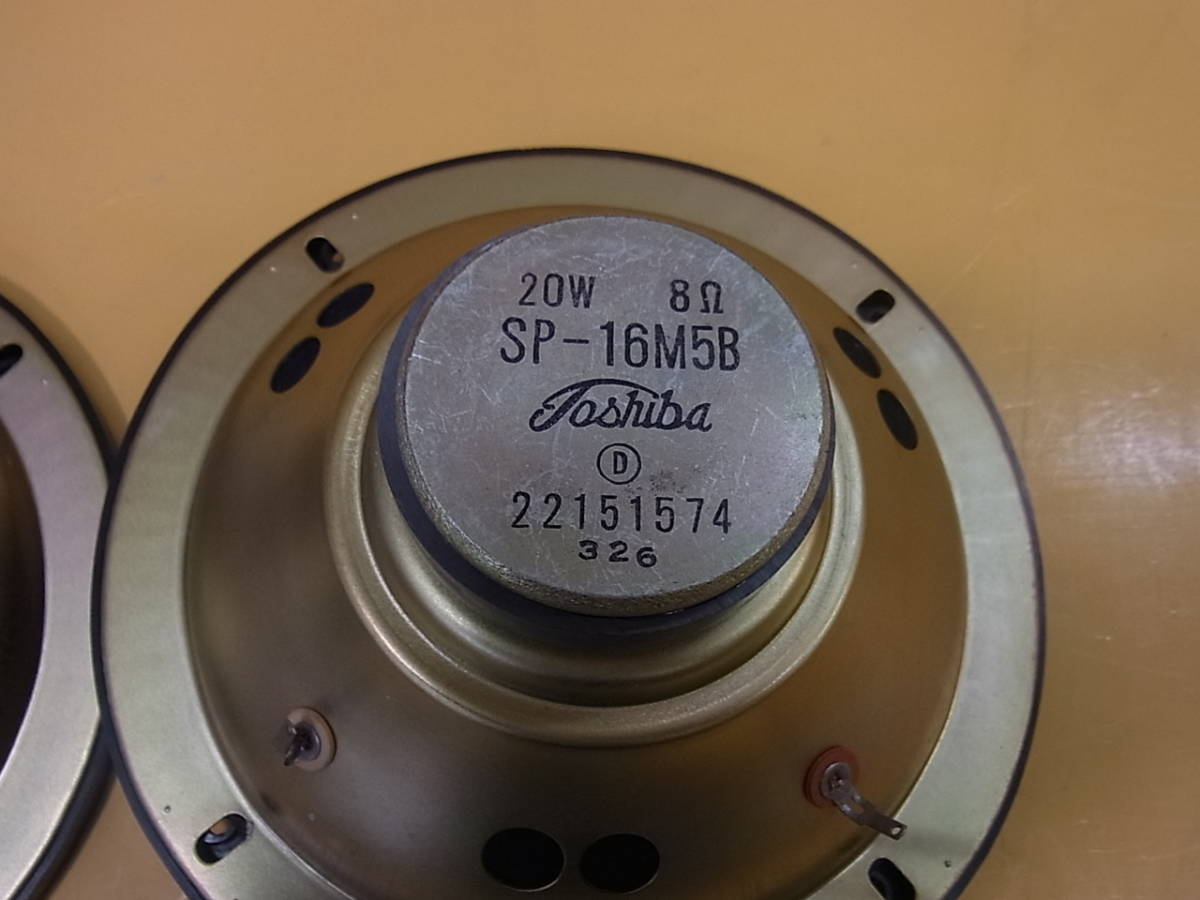 20W 8Ω
SP-16M5B
Toshiba
Ⓓ
22151574
326